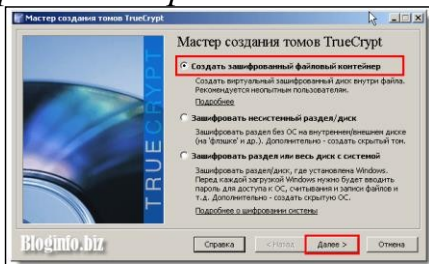 Мастер создания томов TrueCrypt
Мастер создания томов TrueCrypt
Создать зашифрованный файловый контейнер
Создать виртуальный зашифрованный диск внутри файла.
Рекомендуется неопытным пользователям.
Подробнее
Зашифровать несистемный раздел/диск
Зашифровать раздел без ОС на внутреннем/внешнем диске
(на 'флэшке' и др.). Дополнительно - создать скрытый том.
Зашифровать раздел или весь диск с системой
Зашифровать раздел/диск, где установлена Windows.
Перед каждой загрузкой Windows нужно будет вводить
пароль для доступа к ОС, считывания и записи файлов и
т.д. Дополнительно - создать скрытую ОС.
Подробнее о шифровании системы
TRUECRYPT
Bloginfo.biz
Справка
< Назад
Далее >
Отмена